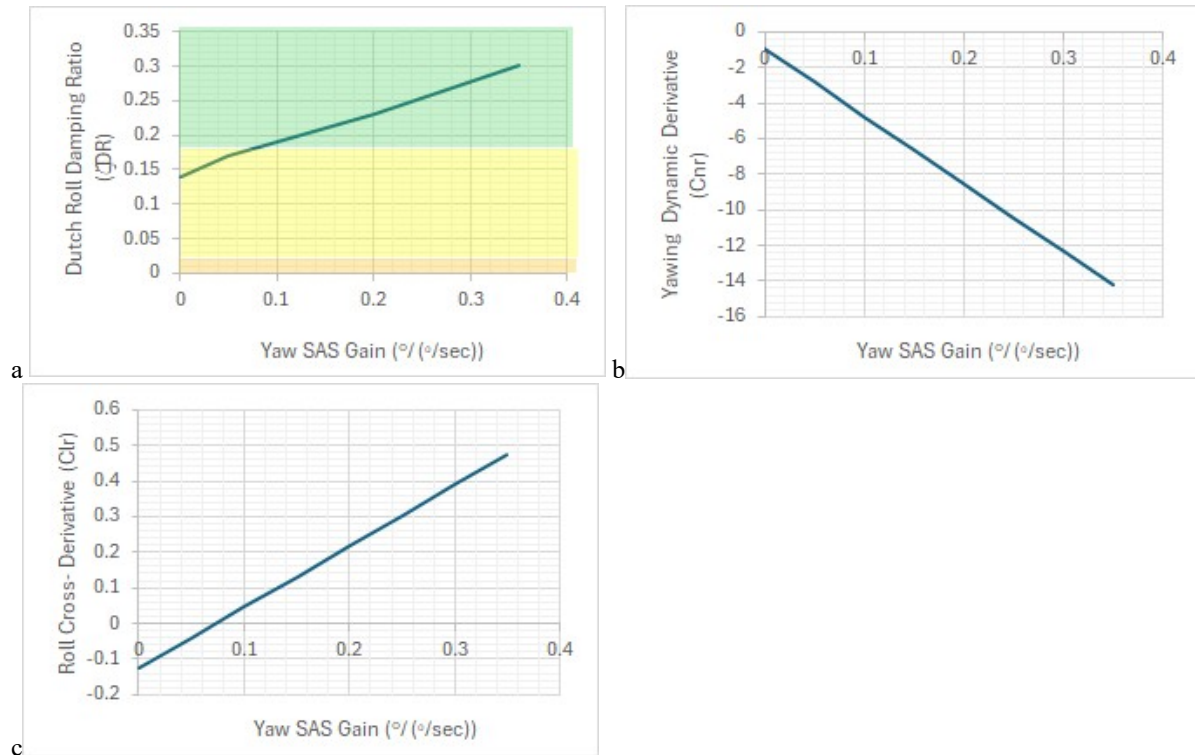 0.35
0.3
0.25
0.2
0.15
0.1
0.05
0
Dutch Roll Damping Ratio
(ζDR)
0 0.1 0.2 0.3 0.4
Yaw SAS Gain (°/(°/sec))
a
0
-2
-4
-6
-8
-10
-12
-14
-16
Yawing Dynamic Derivative
(Cnr)
0 0.1 0.2 0.3 0.4
Yaw SAS Gain (°/(°/sec))
b
0.6
0.5
0.4
0.3
0.2
0.1
0
-0.1
-0.2
Roll Cross- Derivative (Clr)
0 0.1 0.2 0.3 0.4
Yaw SAS Gain (°/(°/sec))
c